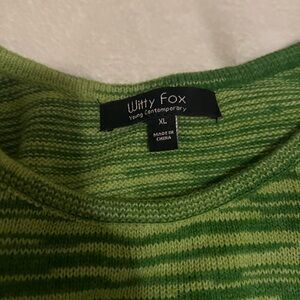 Witty Fox
Young Contemporary
XL
MADE IN
CHINA